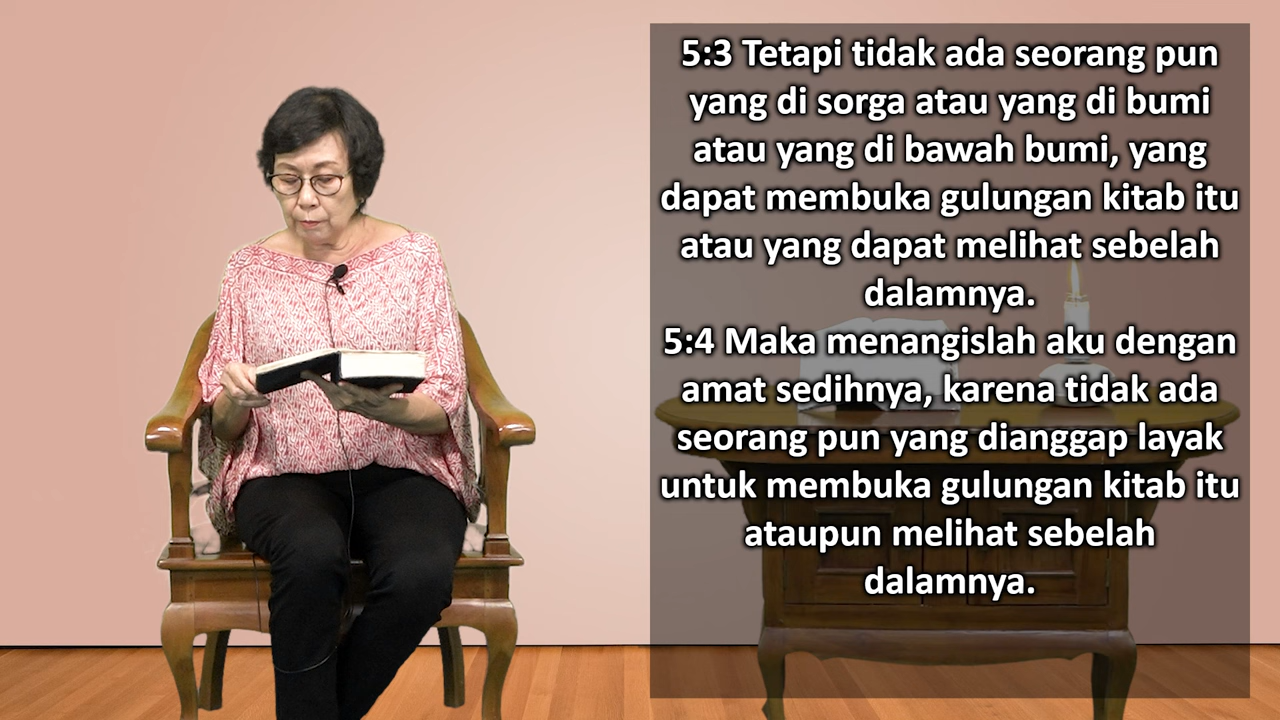 5:3 Tetapi tidak ada seorang pun
yang di sorga atau yang di bumi
atau yang di bawah bumi, yang
dapat membuka gulungan kitab itu
atau yang dapat melihat sebelah
dalamnya.
5:4 Maka menangislah aku dengan
amat sedihnya, karena tidak ada
seorang pun yang dianggap layak
untuk membuka gulungan kitab itu
ataupun melihat sebelah
dalamnya.